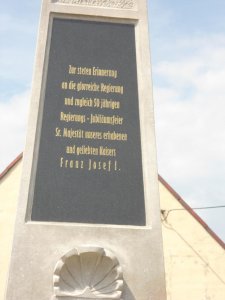 Zur steten Erinnerung
an die glorreiche Regierung
und zugleich 50 jährigen
Regierungs - Jubiläumsfeier
Sr. Majestät unseres erhabenen
und geliebten Kaisers
Franz Josef I.